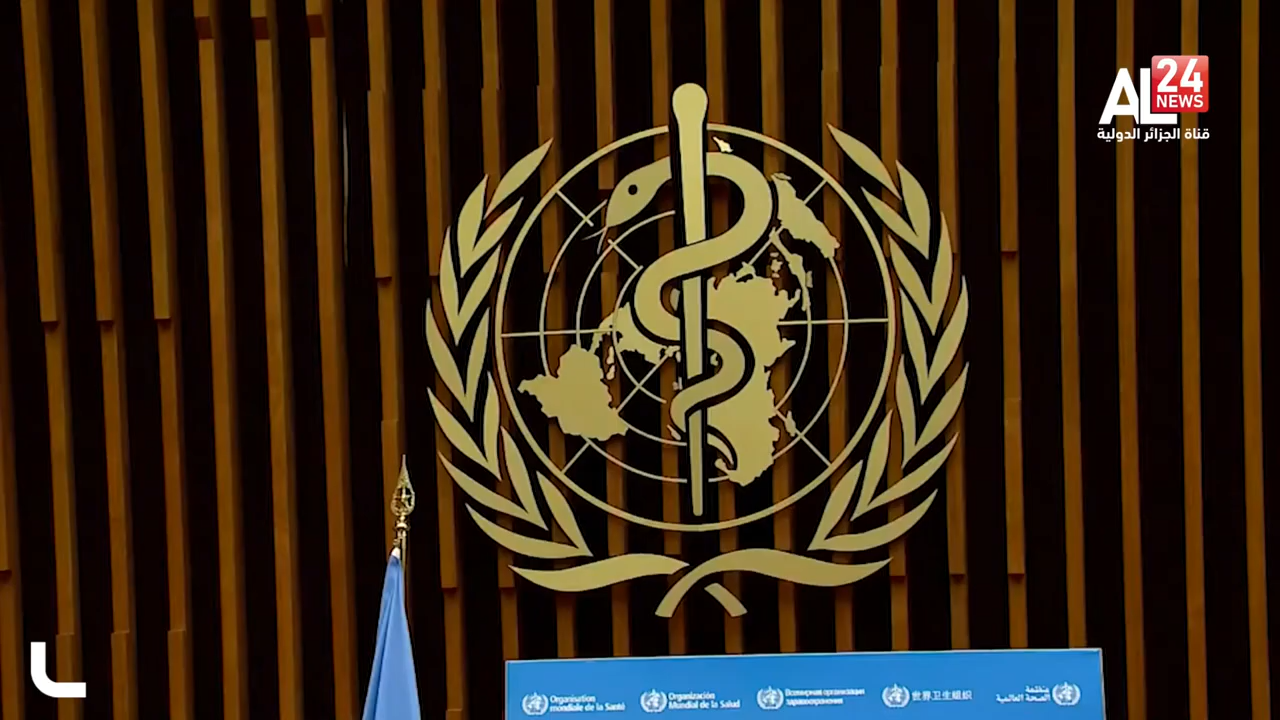 AL
24
NEWS
قناة الجزائر الدولية
Organisation
mondiale de la Santé
Organización
Mundial de la Salud
Всемирная организация
здравоохранения
世界卫生组织
منظمة
الصحة العالمية